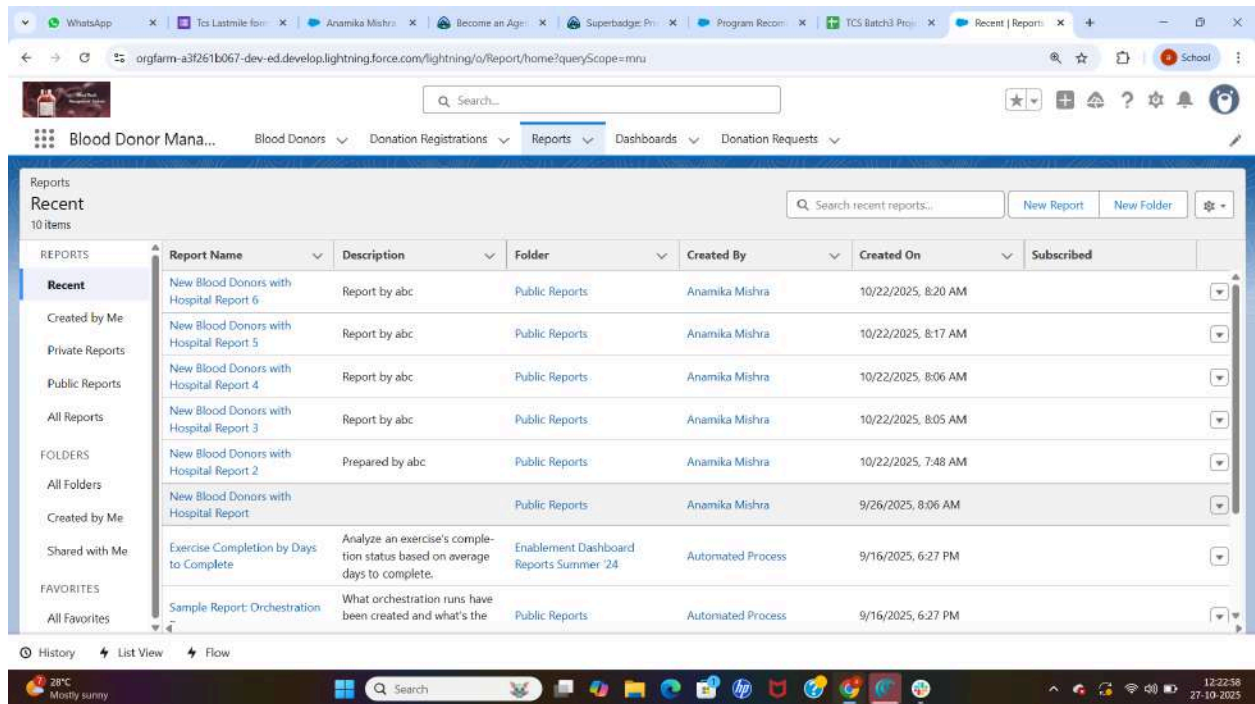 WhatsApp
Tcs Lastmile for
Anamika Mishra
Become an Age
Superbadge: Pr
Program Recom
TCS Batch3 Proj
Recent | Reports
orgfarm-a3f261b067-dev-ed.develop.lightning.force.com/lightning/o/Report/home?queryScope=mru
School
Search...
Blood Donor Mana...
Blood Donors
Donation Registrations
Reports
Dashboards
Donation Requests
Reports
Recent
10 items
Search recent reports...
New Report
New Folder
REPORTS
Recent
Created by Me
Private Reports
Public Reports
All Reports
FOLDERS
All Folders
Created by Me
Shared with Me
FAVORITES
All Favorites
Report Name Description Folder Created By Created On Subscribed
New Blood Donors with
Hospital Report 6
Report by abc Public Reports Anamika Mishra 10/22/2025, 8:20 AM
New Blood Donors with
Hospital Report 5
Report by abc Public Reports Anamika Mishra 10/22/2025, 8:17 AM
New Blood Donors with
Hospital Report 4
Report by abc Public Reports Anamika Mishra 10/22/2025, 8:06 AM
New Blood Donors with
Hospital Report 3
Report by abc Public Reports Anamika Mishra 10/22/2025, 8:05 AM
New Blood Donors with
Hospital Report 2
Prepared by abc Public Reports Anamika Mishra 10/22/2025, 7:48 AM
New Blood Donors with
Hospital Report
Public Reports Anamika Mishra 9/26/2025, 8:06 AM
Exercise Completion by Days
to Complete
Analyze an exercise's comple-
tion status based on average
days to complete.
Enablement Dashboard
Reports Summer '24
Automated Process 9/16/2025, 6:27 PM
Sample Report: Orchestration
What orchestration runs have
been created and what's the
Public Reports Automated Process 9/16/2025, 6:27 PM
History
List View
Flow
28°C
Mostly sunny
Search
12:22:58
27-10-2025